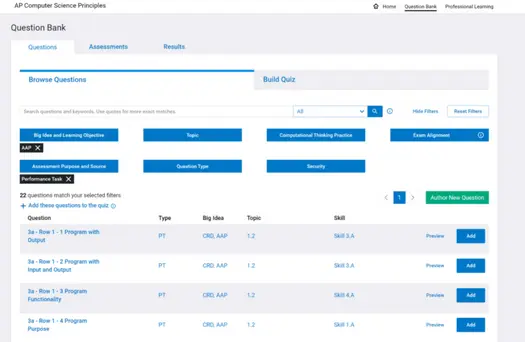 AP Computer Science Principles
Home Question Bank Professional Learning
Question Bank
Questions Assessments Results
Browse Questions Build Quiz
Search questions and keywords. Use quotes for more exact matches. All Hide Filters Reset Filters
Big Idea and Learning Objective Topic Computational Thinking Practice Exam Alignment
AAP X
Assessment Purpose and Source Question Type Security
Performance Task X
22 questions match your selected filters < 1 > Author New Question
+ Add these questions to the quiz
Question Type Big Idea Topic Skill
3a - Row 1 - 1 Program with
Output PT CRD, AAP 1.2 Skill 3.A Preview Add
3a - Row 1 - 2 Program with
Input and Output PT CRD, AAP 1.2 Skill 3.A Preview Add
3a - Row 1 - 3 Program
Functionality PT CRD, AAP 1.2 Skill 4.A Preview Add
3a - Row 1 - 4 Program
Purpose PT CRD, AAP 1.2 Skill 1.A Preview Add